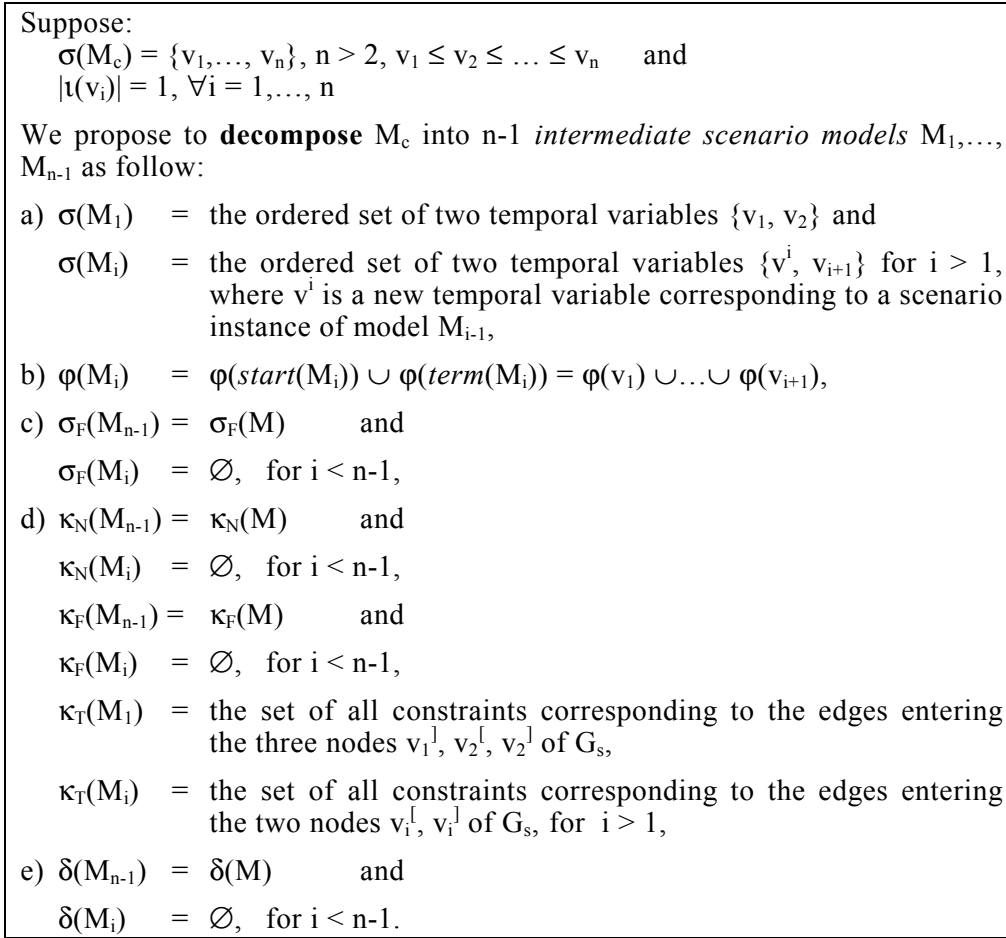 Suppose:
σ(M_c) = {v_1,…, v_n}, n > 2, v_1 ≤ v_2 ≤ … ≤ v_n and
|ι(v_i)| = 1, ∀i = 1,…, n
We propose to decompose M_c into n-1 intermediate scenario models M_1,…,
M_{n-1} as follow:
a) σ(M_1) = the ordered set of two temporal variables {v_1, v_2} and
σ(M_i) = the ordered set of two temporal variables {v^i, v_{i+1}} for i > 1,
where v^i is a new temporal variable corresponding to a scenario
instance of model M_{i-1},
b) φ(M_i) = φ(start(M_i)) ∪ φ(term(M_i)) = φ(v_1) ∪…∪ φ(v_{i+1}),
c) σ_F(M_{n-1}) = σ_F(M) and
σ_F(M_i) = ∅, for i < n-1,
d) κ_N(M_{n-1}) = κ_N(M) and
κ_N(M_i) = ∅, for i < n-1,
κ_F(M_{n-1}) = κ_F(M) and
κ_F(M_i) = ∅, for i < n-1,
κ_T(M_1) = the set of all constraints corresponding to the edges entering
the three nodes v_1^], v_2^[, v_2^] of G_s,
κ_T(M_i) = the set of all constraints corresponding to the edges entering
the two nodes v_i^[, v_i^] of G_s, for i > 1,
e) δ(M_{n-1}) = δ(M) and
δ(M_i) = ∅, for i < n-1.